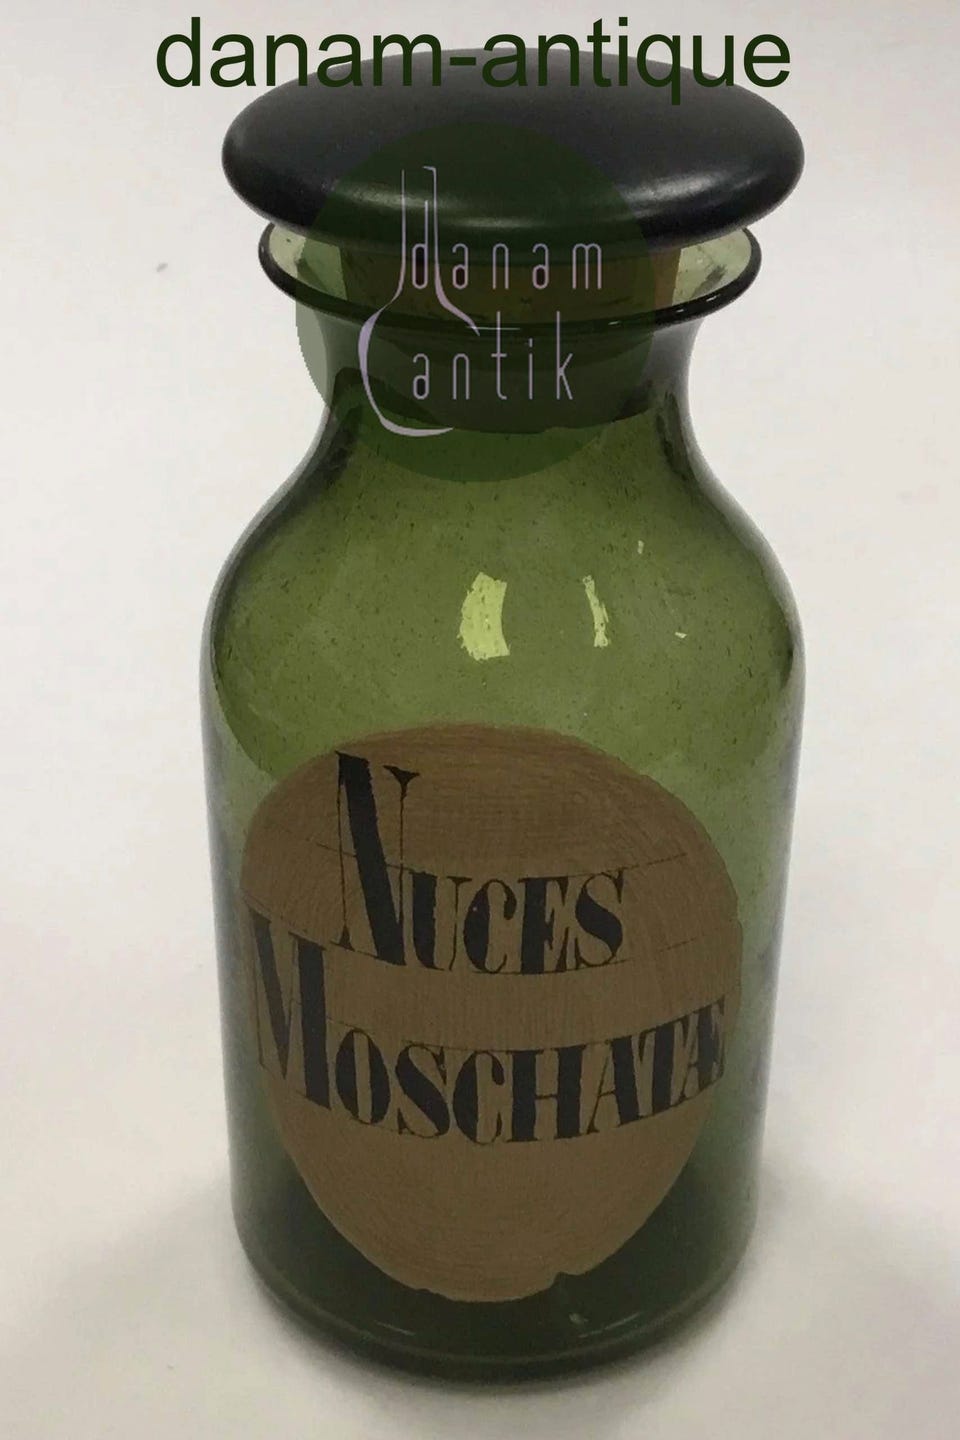 danam-antique
danam
antik
NUCES
MOSCHATÆ